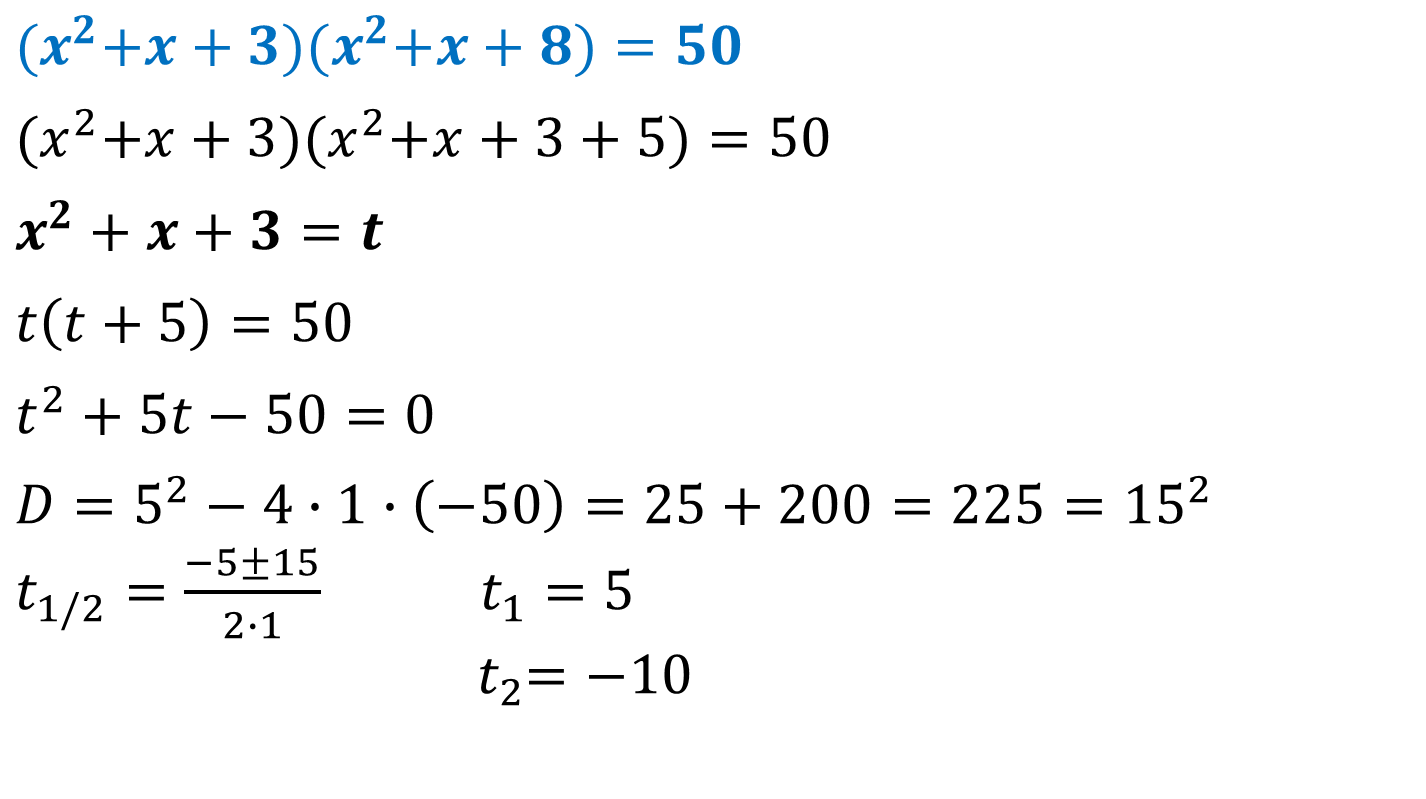 (x²+x + 3)(x²+x + 8) = 50
(x²+x + 3)(x²+x + 3 + 5) = 50
x² + x + 3 = t
t(t + 5) = 50
t² + 5t − 50 = 0
D = 5² − 4 · 1 · (−50) = 25 + 200 = 225 = 15²
t₁/₂ = (−5±15)/(2·1) t₁ = 5
t₂= −10